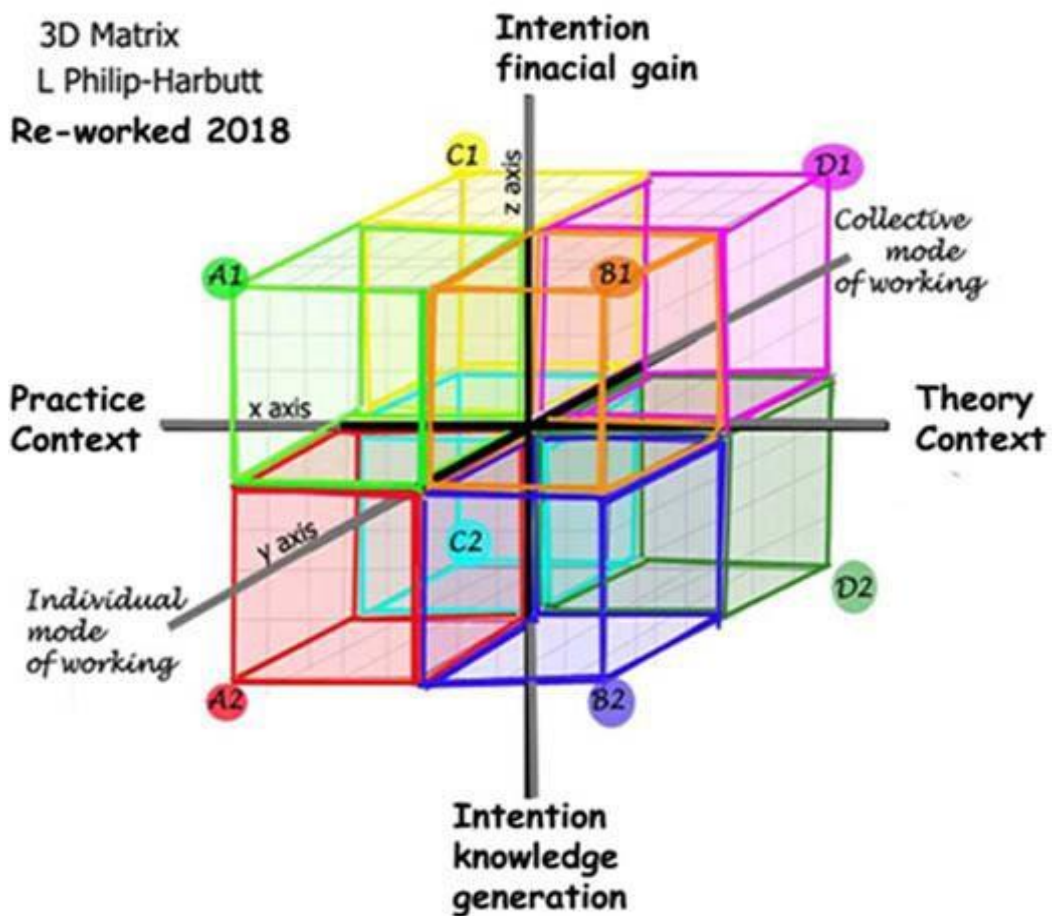 3D Matrix
L Philip-Harbutt
Re-worked 2018
Intention
finacial gain
C1
z axis
D1
Collective
mode
of working
A1
B1
Practice
Context
x axis
Theory
Context
y axis
C2
Individual
mode
of working
D2
A2
B2
Intention
knowledge
generation